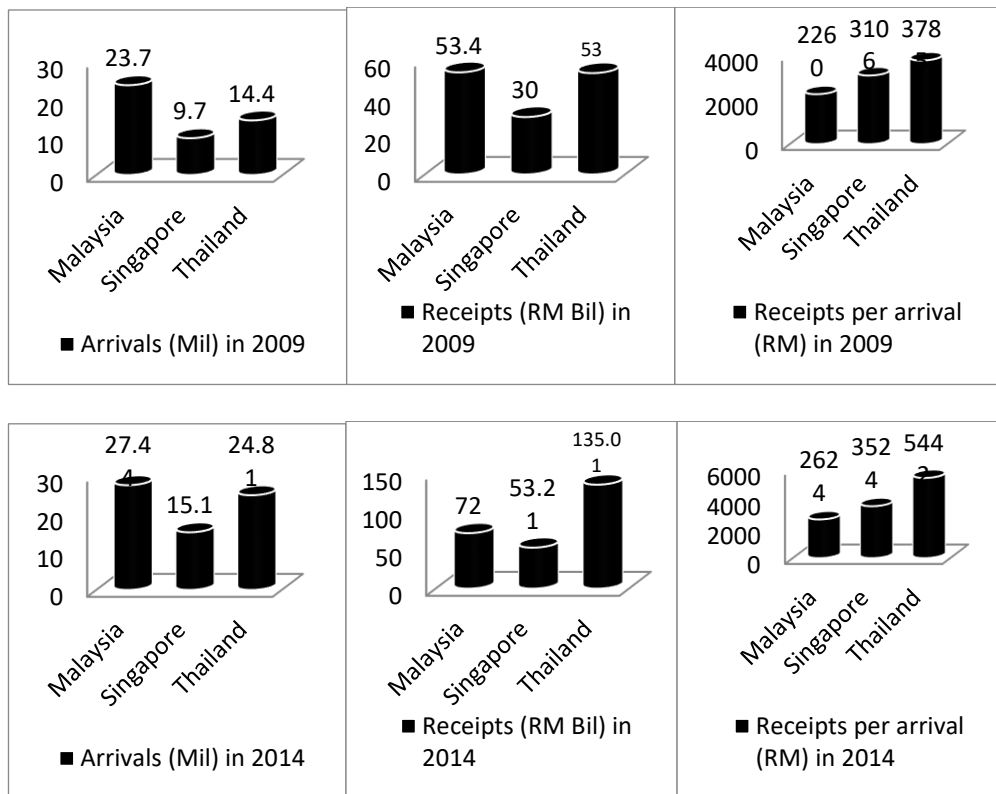 23.7
9.7
14.4
30
20
10
0
Malaysia
Singapore
Thailand
■ Arrivals (Mil) in 2009
53.4
30
53
60
40
20
0
Malaysia
Singapore
Thailand
■ Receipts (RM Bil) in
2009
226
0
310
6
378
4000
2000
0
Malaysia
Singapore
Thailand
■ Receipts per arrival
(RM) in 2009
27.4
4
15.1
24.8
1
30
20
10
0
Malaysia
Singapore
Thailand
■ Arrivals (Mil) in 2014
72
53.2
1
135.0
1
150
100
50
0
Malaysia
Singapore
Thailand
■ Receipts (RM Bil) in
2014
262
4
352
4
544
6000
4000
2000
0
Malaysia
Singapore
Thailand
■ Receipts per arrival
(RM) in 2014